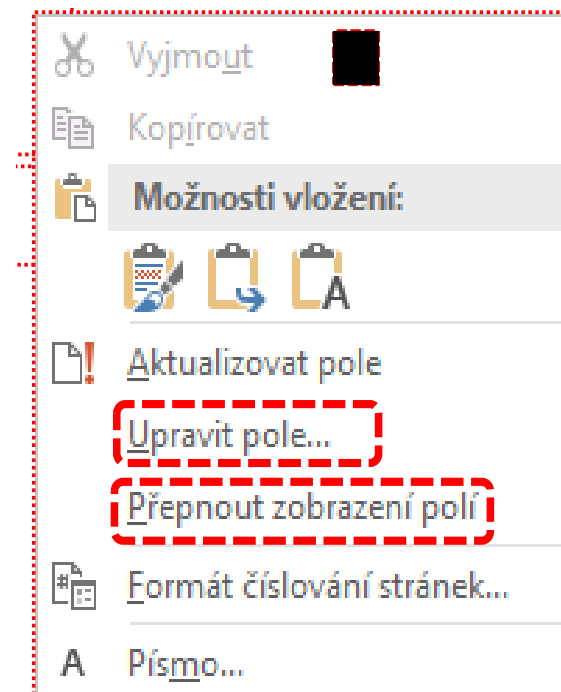 Vyjmout
Kopírovat
Možnosti vložení:
Aktualizovat pole
Upravit pole...
Přepnout zobrazení polí
Formát číslování stránek...
Písmo...